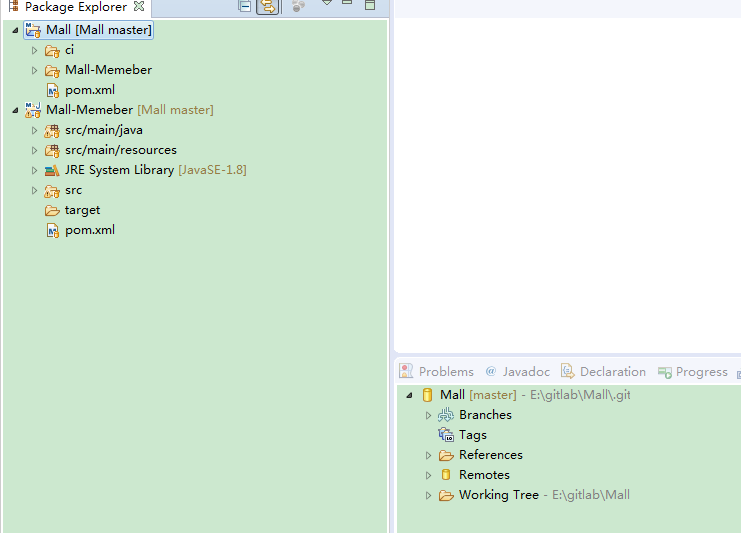 Package Explorer
Mall [Mall master]
ci
Mall-Memeber
pom.xml
Mall-Memeber [Mall master]
src/main/java
src/main/resources
JRE System Library [JavaSE-1.8]
src
target
pom.xml
Problems @ Javadoc Declaration Progress
Mall [master] - E:\gitlab\Mall\.git
Branches
Tags
References
Remotes
Working Tree - E:\gitlab\Mall